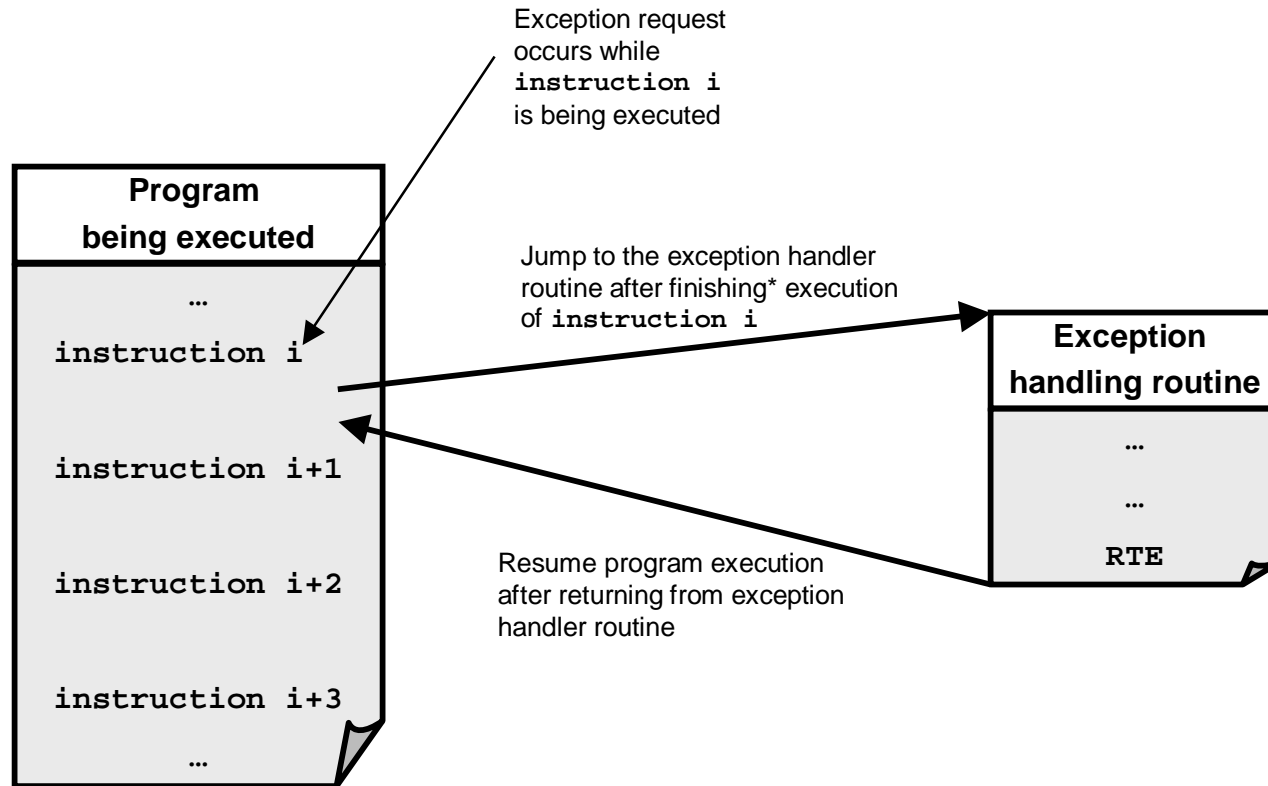 Exception request
occurs while
instruction i
is being executed
Program
being executed
…
instruction i
instruction i+1
instruction i+2
instruction i+3
…
Jump to the exception handler
routine after finishing* execution
of instruction i
Exception
handling routine
…
…
RTE
Resume program execution
after returning from exception
handler routine